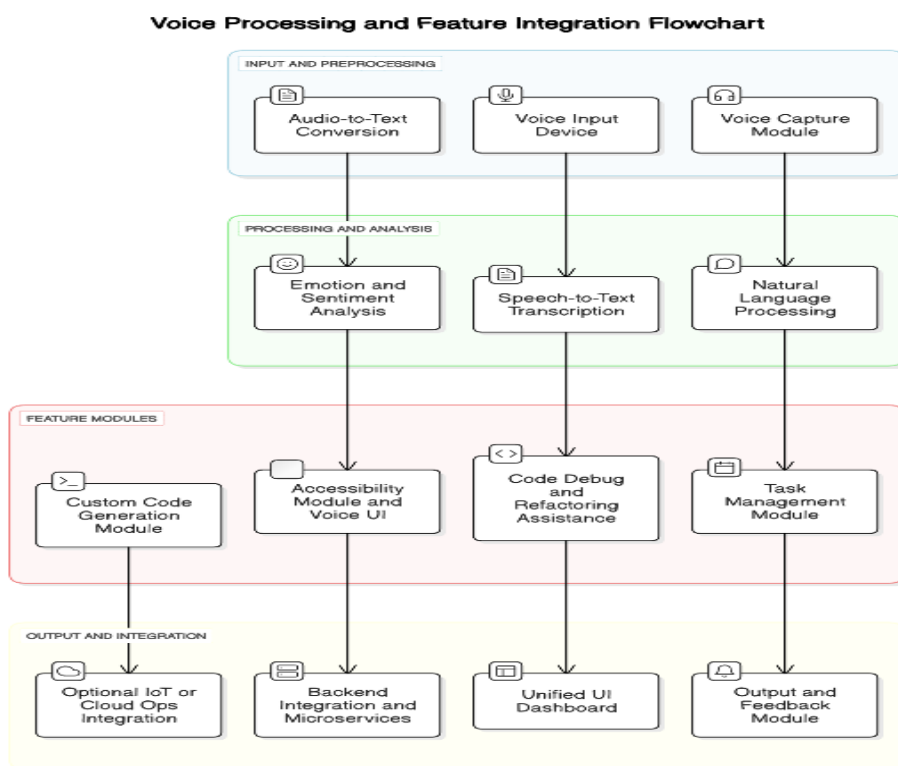 Voice Processing and Feature Integration Flowchart
INPUT AND PREPROCESSING
Audio-to-Text
Conversion
Voice Input
Device
Voice Capture
Module
PROCESSING AND ANALYSIS
Emotion and
Sentiment
Analysis
Speech-to-Text
Transcription
Natural
Language
Processing
FEATURE MODULES
Custom Code
Generation
Module
Accessibility
Module and
Voice UI
Code Debug
and
Refactoring
Assistance
Task
Management
Module
OUTPUT AND INTEGRATION
Optional IoT or
Cloud Ops
Integration
Backend
Integration and
Microservices
Unified UI
Dashboard
Output and
Feedback
Module